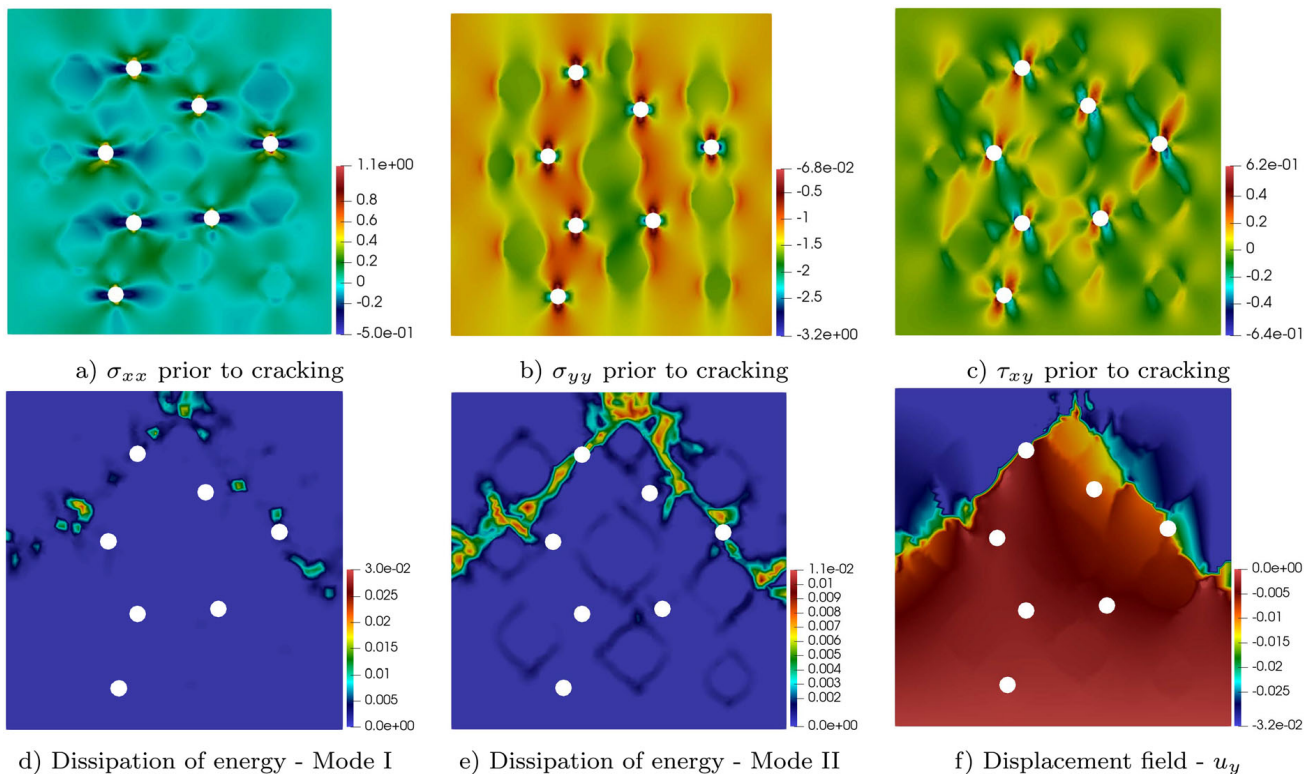 1.1e+00
0.8
0.6
0.4
0.2
0
-0.2
-5.0e-01
a) σxx prior to cracking
-6.8e-02
-0.5
-1
-1.5
-2
-2.5
-3.2e+00
b) σyy prior to cracking
6.2e-01
0.4
0.2
0
-0.2
-0.4
-6.4e-01
c) τxy prior to cracking
3.0e-02
0.025
0.02
0.015
0.01
0.005
0.0e+00
d) Dissipation of energy - Mode I
1.1e-02
0.01
0.009
0.008
0.007
0.006
0.005
0.004
0.003
0.002
0.0e+00
e) Dissipation of energy - Mode II
0.0e+00
-0.005
-0.01
-0.015
-0.02
-0.025
-3.2e-02
f) Displacement field - uy